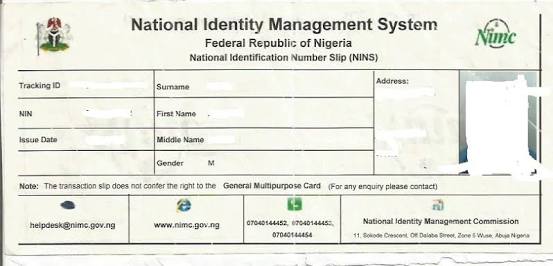 National Identity Management System
Federal Republic of Nigeria
National Identification Number Slip (NINS)
Nimc
Tracking ID
Surname
Address:
NIN
First Name
Issue Date
Middle Name
Gender M
Note: The transaction slip does not confer the right to the General Multipurpose Card (For any enquiry please contact)
helpdesk@nimc.gov.ng
www.nimc.gov.ng
07040144452, 07040144453,
07040144454
National Identity Management Commission
11, Sokode Crescent, Off Dalaba Street, Zone 5 Wuse, Abuja Nigeria